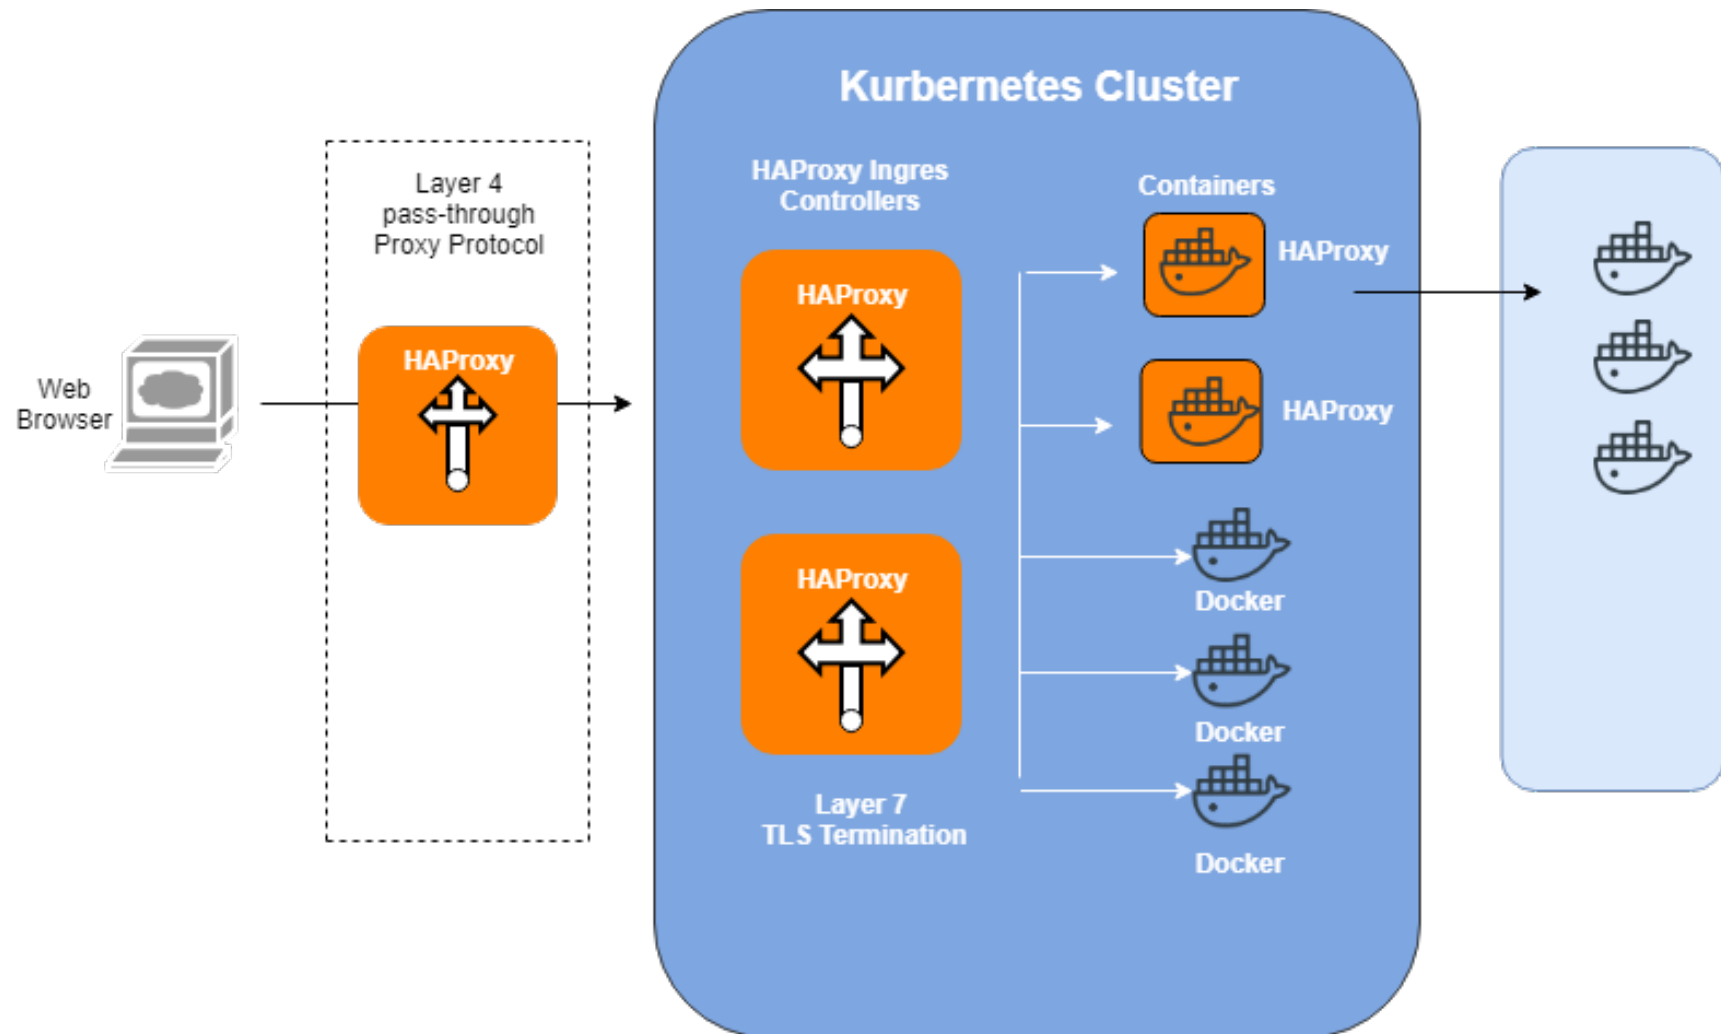 Web
Browser
Layer 4
pass-through
Proxy Protocol
HAProxy
Kurbernetes Cluster
HAProxy Ingres
Controllers
HAProxy
HAProxy
Layer 7
TLS Termination
Containers
HAProxy
HAProxy
Docker
Docker
Docker